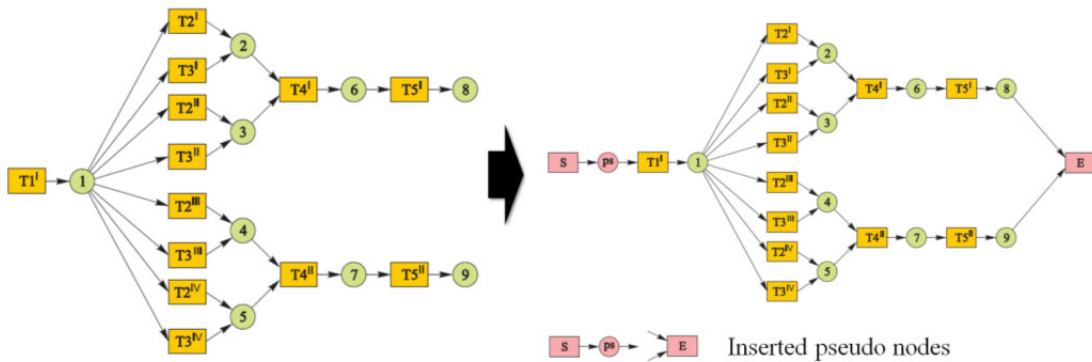 T2ᴵ
2
T3ᴵ
T4ᴵ 6 T5ᴵ 8
T2ᴵᴵᴵ
3
T3ᴵᴵ
T1ᴵ 1
T2ᴵᴵᴵ
4
T3ᴵᴵᴵ
T4ᴵᴵ 7 T5ᴵᴵ 9
T2ᴵⱽ
5
T3ᴵⱽ
T2ᴵ
2
T3ᴵ
T4ᴵ 6 T5ᴵ 8
T2ᴵᴵ
3
T3ᴵᴵ
S ps T1ᴵ 1 E
T2ᴵᴵᴵ
4
T3ᴵᴵᴵ
T4ᴵᴵ 7 T5ᴵᴵ 9
T2ᴵⱽ
5
T3ᴵⱽ
S ps E Inserted pseudo nodes